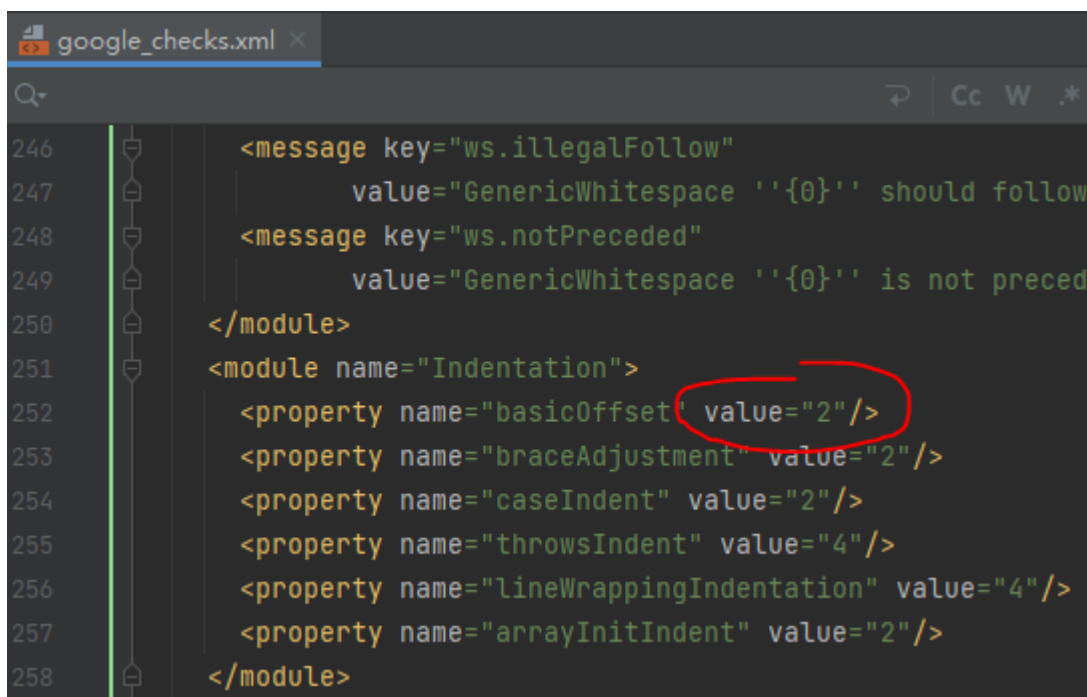 google_checks.xml
Cc W .*
246 <message key="ws.illegalFollow"
247 value="GenericWhitespace ''{0}'' should follow
248 <message key="ws.notPreceded"
249 value="GenericWhitespace ''{0}'' is not preced
250 </module>
251 <module name="Indentation">
252 <property name="basicOffset" value="2"/>
253 <property name="braceAdjustment" value="2"/>
254 <property name="caseIndent" value="2"/>
255 <property name="throwsIndent" value="4"/>
256 <property name="lineWrappingIndentation" value="4"/>
257 <property name="arrayInitIndent" value="2"/>
258 </module>